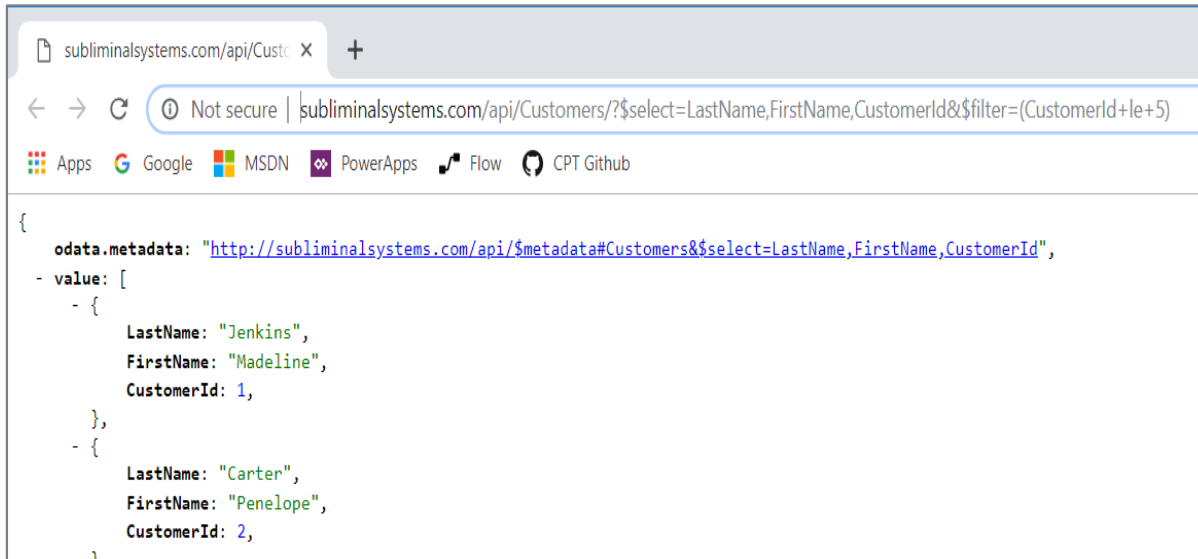 subliminalsystems.com/api/Custo
Not secure | subliminalsystems.com/api/Customers/?$select=LastName,FirstName,CustomerId&$filter=(CustomerId+le+5)
Apps Google MSDN PowerApps Flow CPT Github
{
odata.metadata: "http://subliminalsystems.com/api/$metadata#Customers&$select=LastName,FirstName,CustomerId",
- value: [
- {
LastName: "Jenkins",
FirstName: "Madeline",
CustomerId: 1,
},
- {
LastName: "Carter",
FirstName: "Penelope",
CustomerId: 2,
}